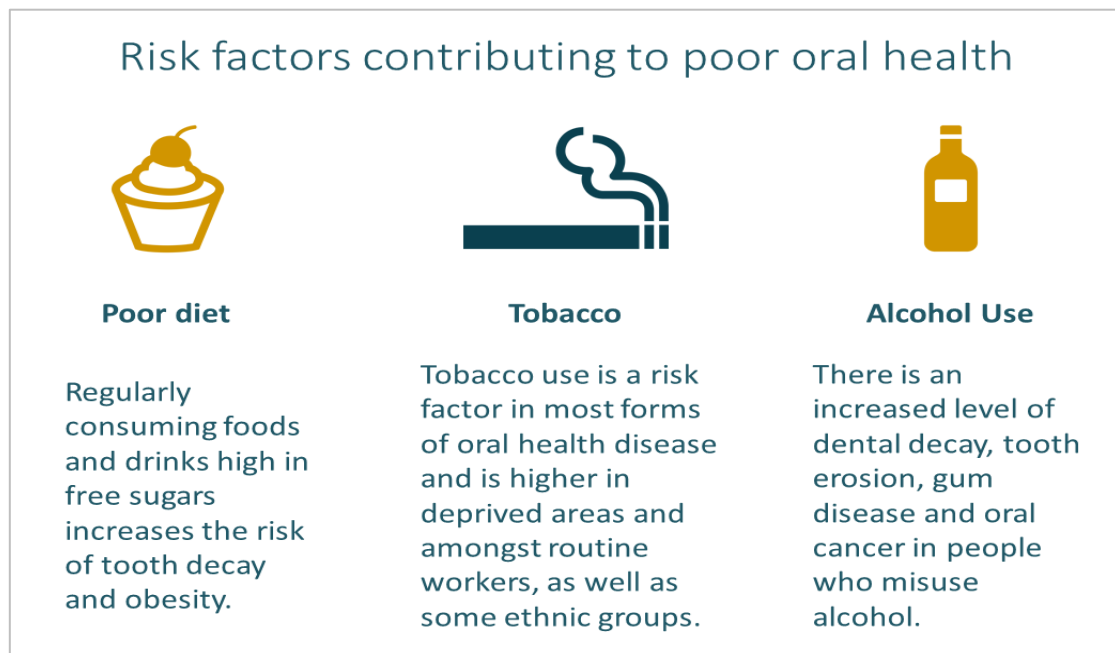 Risk factors contributing to poor oral health
Poor diet
Regularly
consuming foods
and drinks high in
free sugars
increases the risk
of tooth decay
and obesity.
Tobacco
Tobacco use is a risk
factor in most forms
of oral health disease
and is higher in
deprived areas and
amongst routine
workers, as well as
some ethnic groups.
Alcohol Use
There is an
increased level of
dental decay, tooth
erosion, gum
disease and oral
cancer in people
who misuse
alcohol.